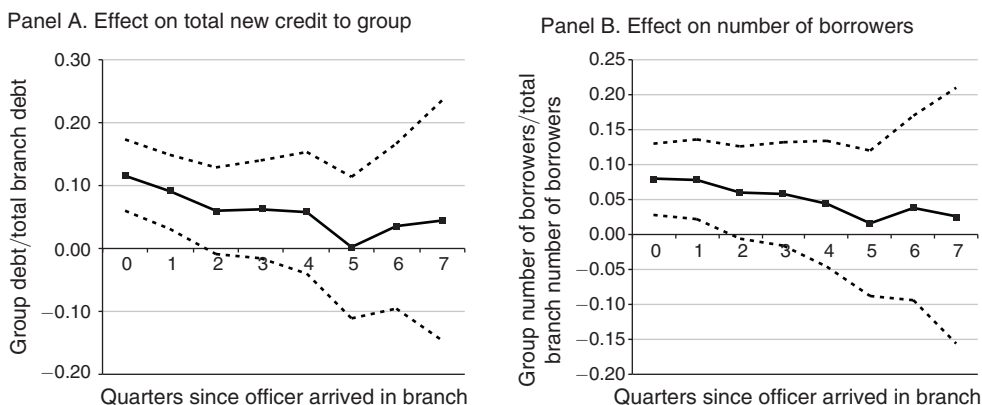 Panel A. Effect on total new credit to group
Group debt/total branch debt
0.30
0.20
0.10
0.00
−0.10
−0.20
0 1 2 3 4 5 6 7
Quarters since officer arrived in branch
Panel B. Effect on number of borrowers
Group number of borrowers/total
branch number of borrowers
0.25
0.20
0.15
0.10
0.05
0.00
−0.05
−0.10
−0.15
−0.20
0 1 2 3 4 5 6 7
Quarters since officer arrived in branch